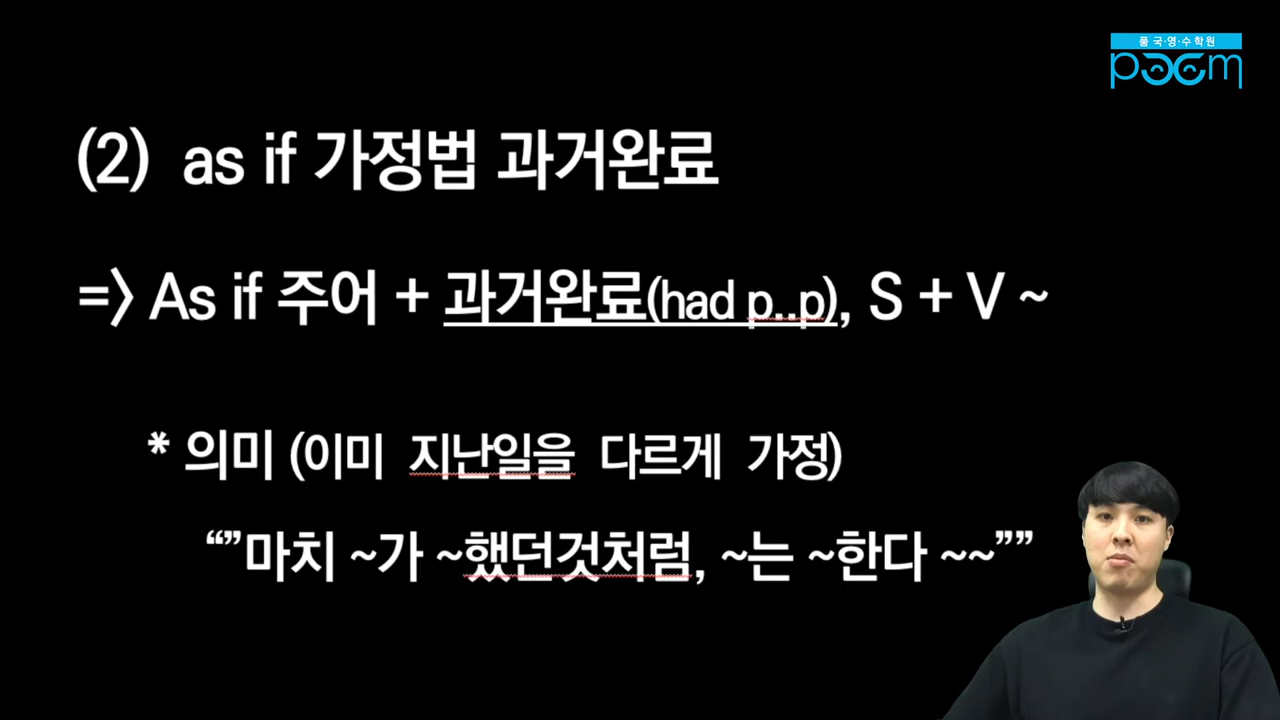 품 국·영·수 학원
poem
(2) as if 가정법 과거완료
=> As if 주어 + 과거완료(had p..p), S + V ~
* 의미 (이미 지난일을 다르게 가정)
“”마치 ~가 ~했던것처럼, ~는 ~한다 ~~””